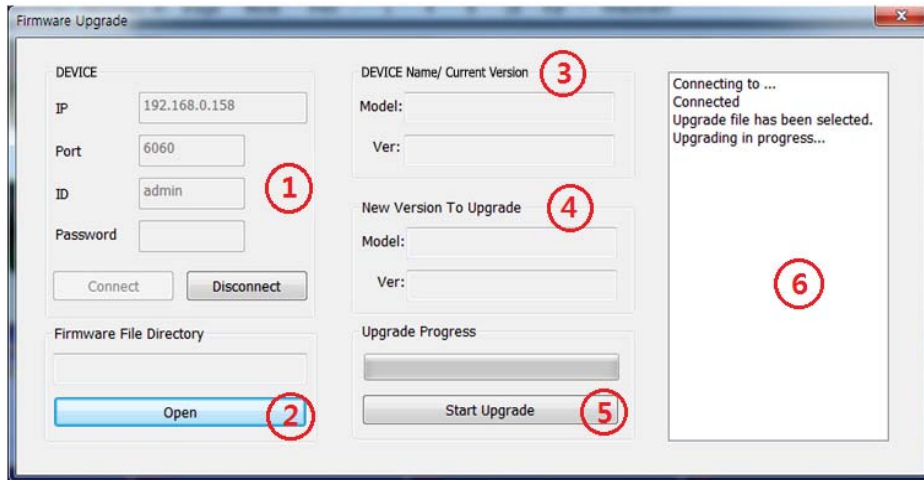 Firmware Upgrade
DEVICE
IP
192.168.0.158
Port
6060
ID
admin
1
Password
Connect
Disconnect
Firmware File Directory
Open
2
DEVICE Name/ Current Version
3
Model:
Ver:
New Version To Upgrade
4
Model:
Ver:
Upgrade Progress
Start Upgrade
5
Connecting to ...
Connected
Upgrade file has been selected.
Upgrading in progress...
6